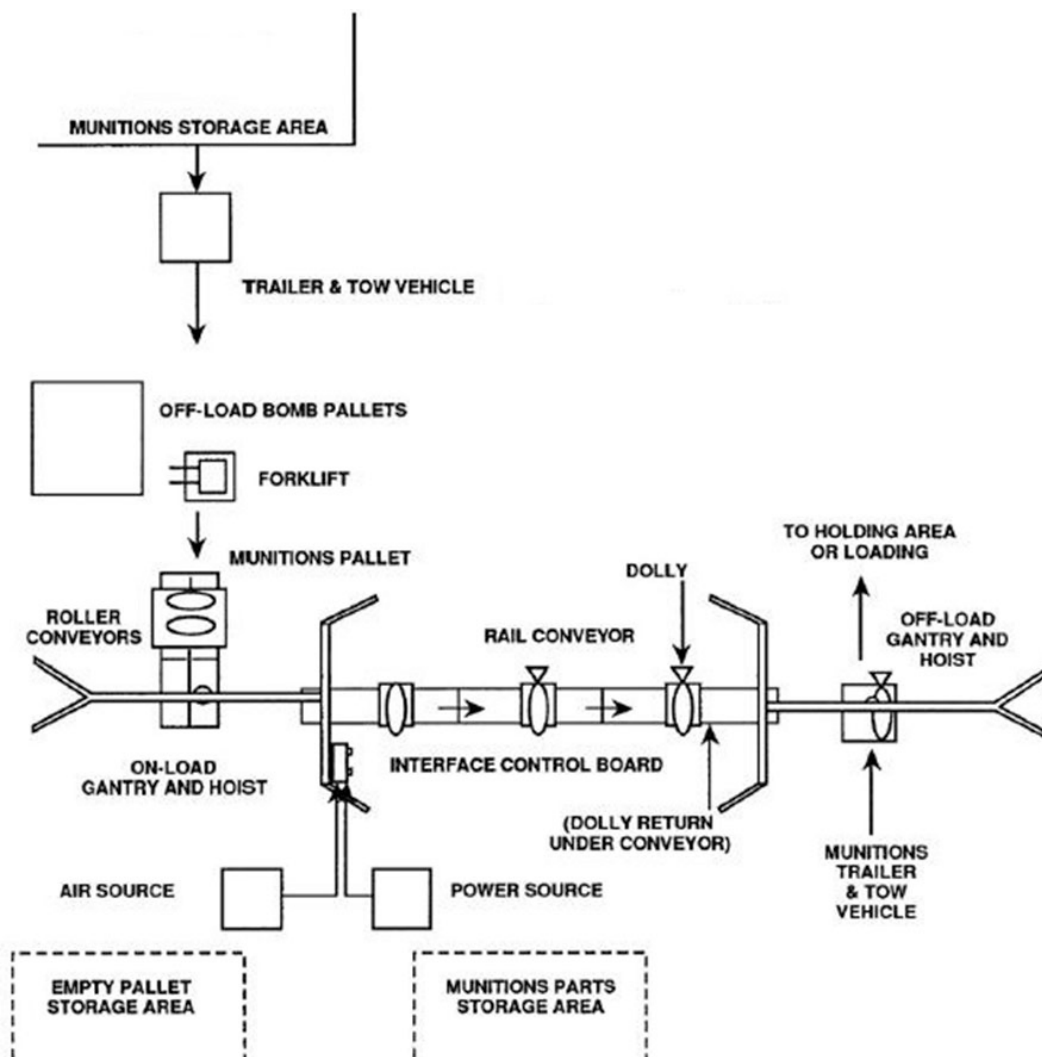 MUNITIONS STORAGE AREA
TRAILER & TOW VEHICLE
OFF-LOAD BOMB PALLETS
FORKLIFT
MUNITIONS PALLET
ROLLER
CONVEYORS
TO HOLDING AREA
OR LOADING
DOLLY
OFF-LOAD
GANTRY AND
HOIST
RAIL CONVEYOR
ON-LOAD
GANTRY AND HOIST
INTERFACE CONTROL BOARD
(DOLLY RETURN
UNDER CONVEYOR)
MUNITIONS
TRAILER
& TOW
VEHICLE
AIR SOURCE
POWER SOURCE
EMPTY PALLET
STORAGE AREA
MUNITIONS PARTS
STORAGE AREA